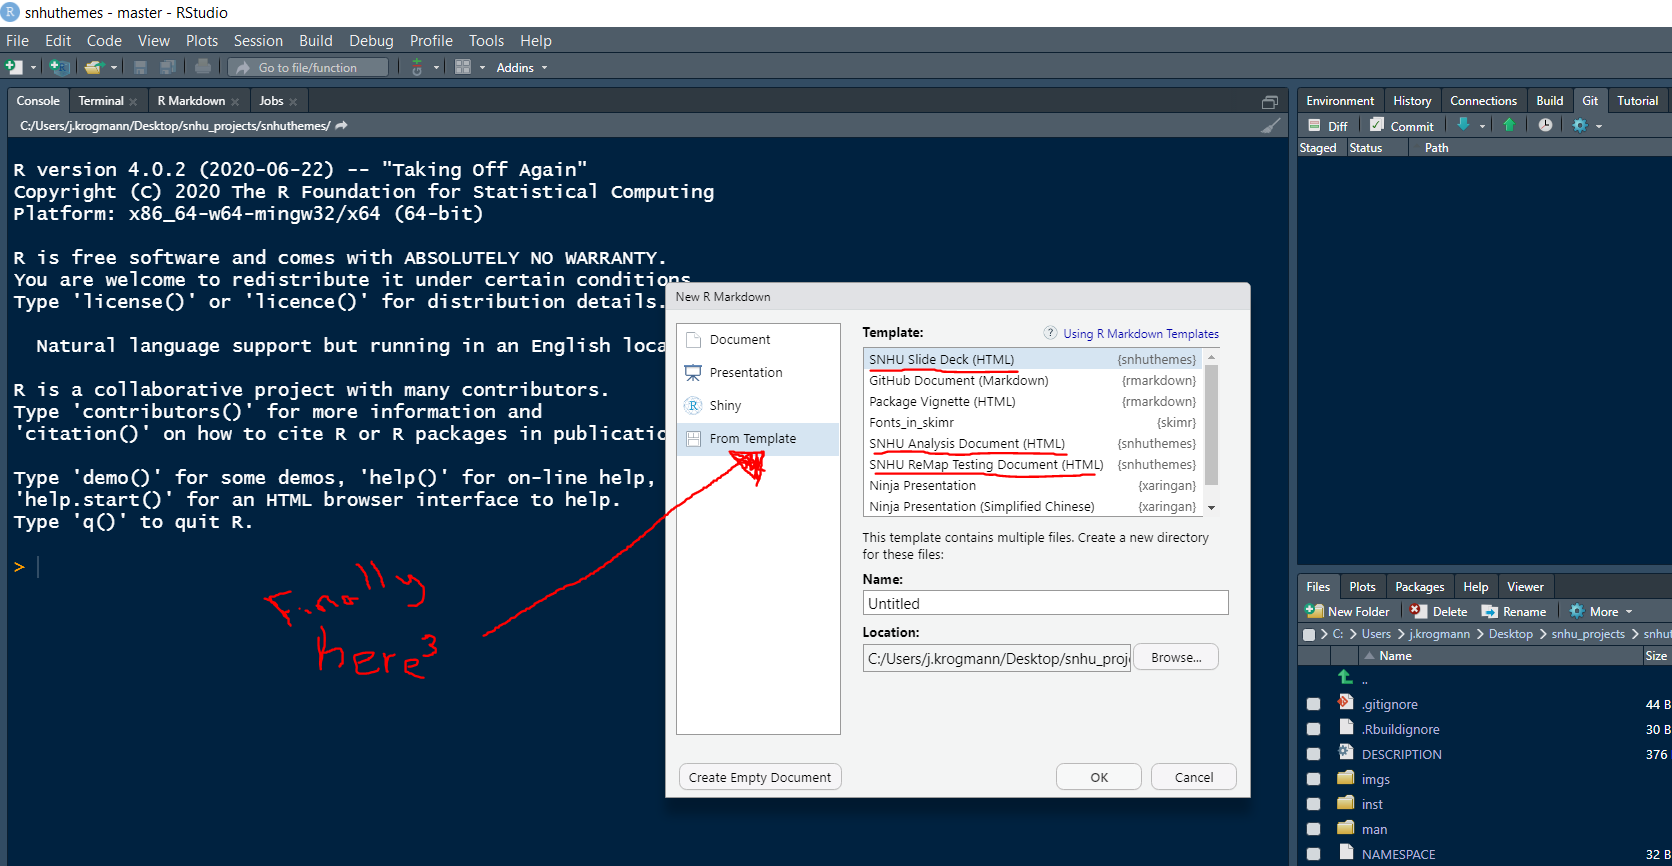 snhuthemes - master - RStudio
File Edit Code View Plots Session Build Debug Profile Tools Help
Go to file/function Addins
Console Terminal R Markdown Jobs
C:/Users/j.krogmann/Desktop/snhu_projects/snhuthemes/
R version 4.0.2 (2020-06-22) -- "Taking Off Again"
Copyright (C) 2020 The R Foundation for Statistical Computing
Platform: x86_64-w64-mingw32/x64 (64-bit)
R is free software and comes with ABSOLUTELY NO WARRANTY.
You are welcome to redistribute it under certain conditions
Type 'license()' or 'licence()' for distribution details.
Natural language support but running in an English loca
R is a collaborative project with many contributors.
Type 'contributors()' for more information and
'citation()' on how to cite R or R packages in publicatio
Type 'demo()' for some demos, 'help()' for on-line help,
'help.start()' for an HTML browser interface to help.
Type 'q()' to quit R.
>
Finally
here 3
New R Markdown
Document
Presentation
R Shiny
From Template
Template: ? Using R Markdown Templates
SNHU Slide Deck (HTML) {snhuthemes}
GitHub Document (Markdown) {rmarkdown}
Package Vignette (HTML) {rmarkdown}
Fonts_in_skimr {skimr}
SNHU Analysis Document (HTML) {snhuthemes}
SNHU ReMap Testing Document (HTML) {snhuthemes}
Ninja Presentation {xaringan}
Ninja Presentation (Simplified Chinese) {xaringan}
This template contains multiple files. Create a new directory
for these files:
Name:
Untitled
Location:
C:/Users/j.krogmann/Desktop/snhu_proj Browse...
Create Empty Document OK Cancel
Environment History Connections Build Git Tutorial
Diff Commit
Staged Status Path
Files Plots Packages Help Viewer
New Folder Delete Rename More
C: Users j.krogmann Desktop snhu_projects snhut
Name Size
..
.gitignore 44 B
.Rbuildignore 30 B
DESCRIPTION 376
imgs
inst
man
NAMESPACE 32 B